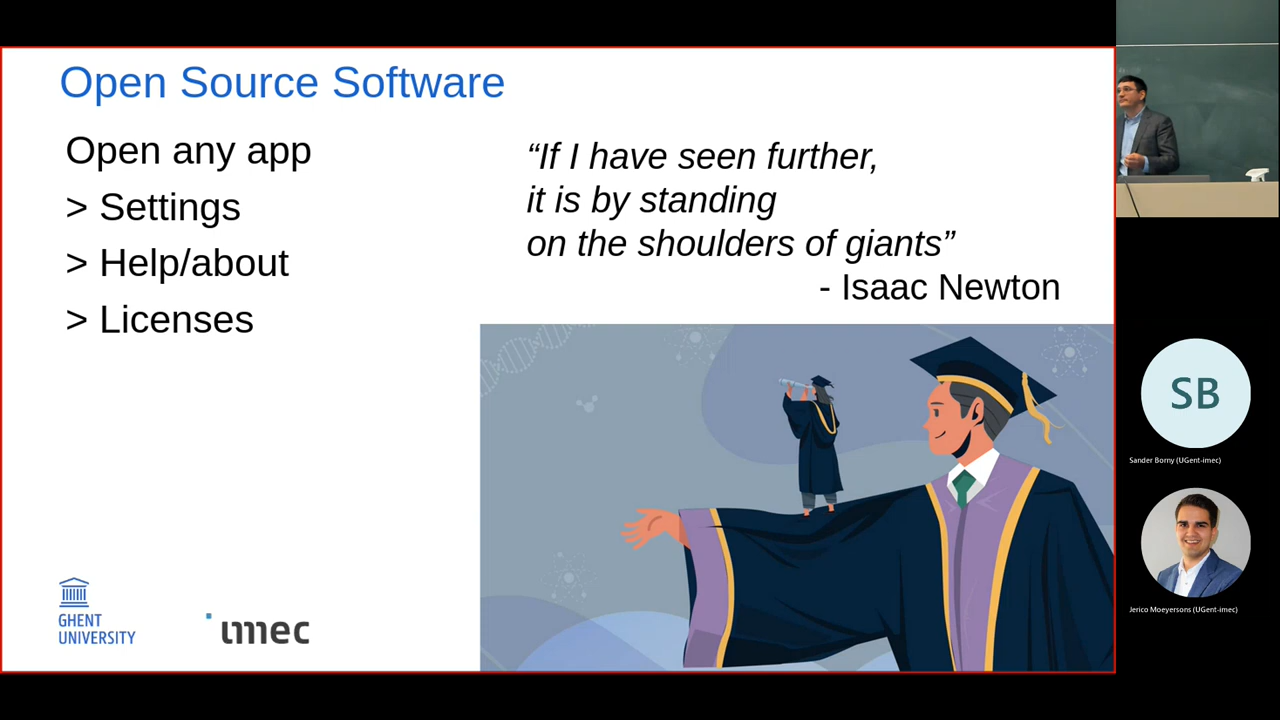 Open Source Software
Open any app
> Settings
> Help/about
> Licenses
“If I have seen further,
it is by standing
on the shoulders of giants”
- Isaac Newton
GHENT
UNIVERSITY
imec
SB
Sander Borny (UGent-imec)
Jerico Moeyersons (UGent-imec)